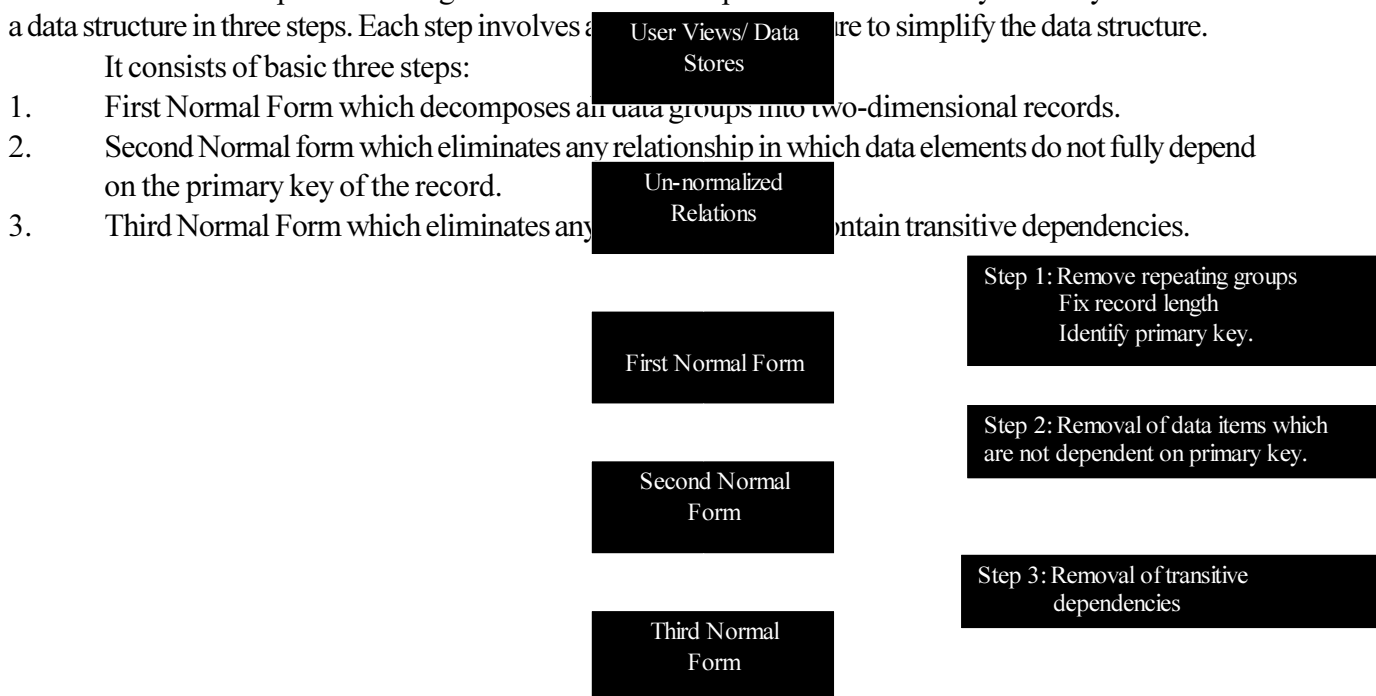 a data structure in three steps. Each step involves a
re to simplify the data structure.
User Views/ Data
Stores
It consists of basic three steps:
1. First Normal Form which decomposes all data groups into two-dimensional records.
2. Second Normal form which eliminates any relationship in which data elements do not fully depend
on the primary key of the record.
Un-normalized
Relations
3. Third Normal Form which eliminates any
ontain transitive dependencies.
Step 1: Remove repeating groups
Fix record length
Identify primary key.
First Normal Form
Step 2: Removal of data items which
are not dependent on primary key.
Second Normal
Form
Step 3: Removal of transitive
dependencies
Third Normal
Form